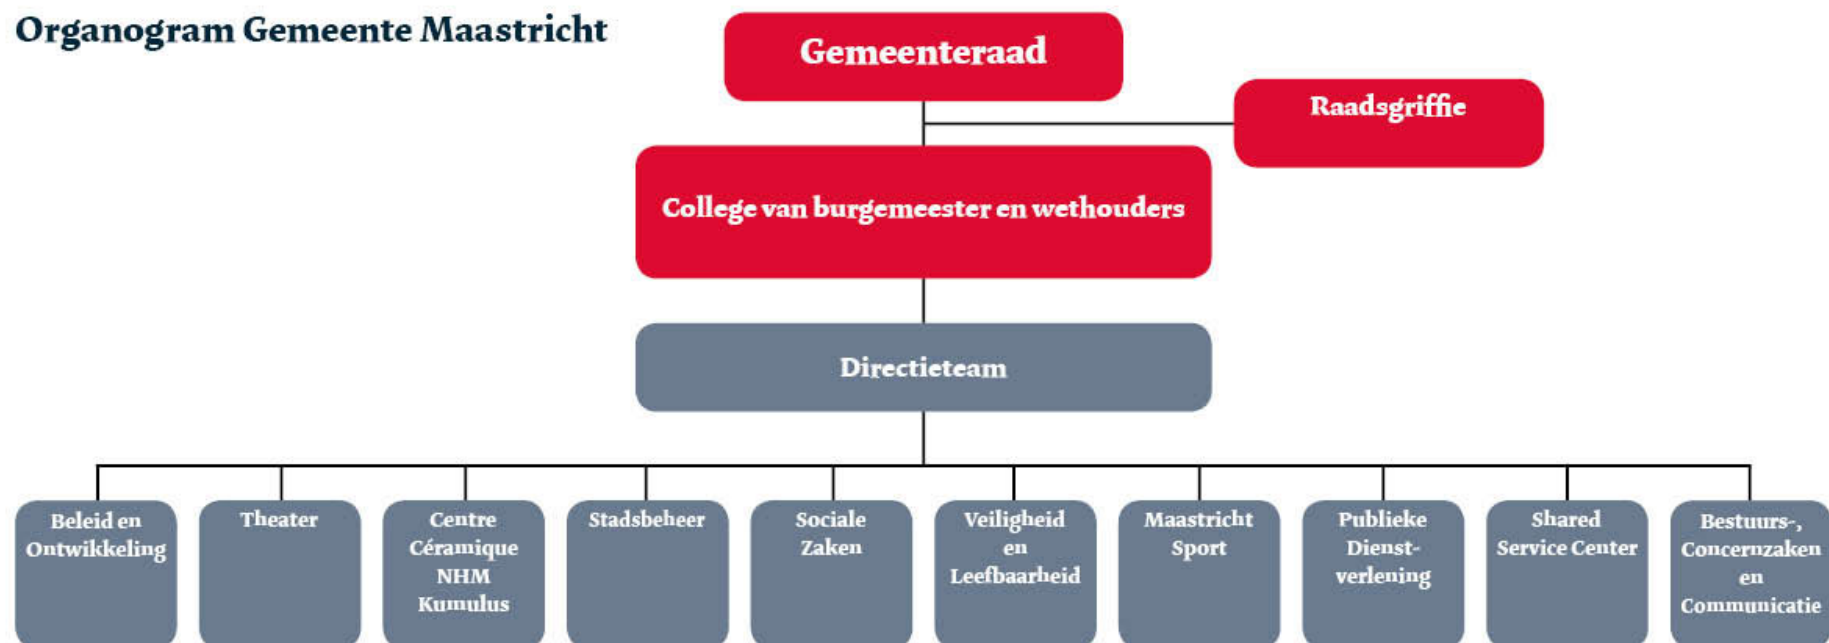 Organogram Gemeente Maastricht
Gemeenteraad
Raadsgriffie
College van burgemeester en wethouders
Directieteam
Beleid en
Ontwikkeling
Theater
Centre
Céramique
NHM
Kumulus
Stadsbeheer
Sociale
Zaken
Veiligheid
en
Leefbaarheid
Maastricht
Sport
Publieke
Dienst-
verlening
Shared
Service Center
Bestuurs-,
Concernzaken
en
Communicatie